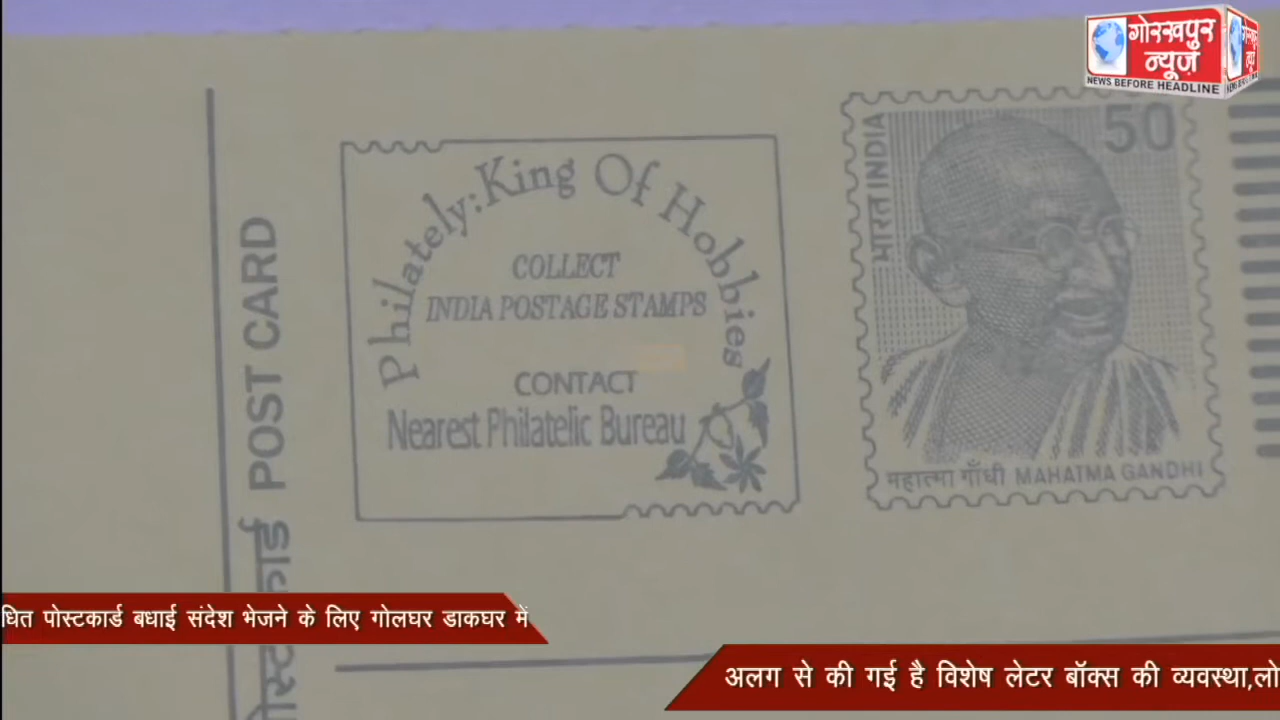 गोरखपुर
न्यूज़
NEWS BEFORE HEADLINE
POST CARD
Philately: King Of Hobbies
COLLECT
INDIA POSTAGE STAMPS
CONTACT
Nearest Philatelic Bureau
भारत INDIA
50
महात्मा गाँधी MAHATMA GANDHI
पोस्टकार्ड बधाई संदेश भेजने के लिए गोलघर डाकघर में
अलग से की गई है विशेष लेटर बॉक्स की व्यवस्था,